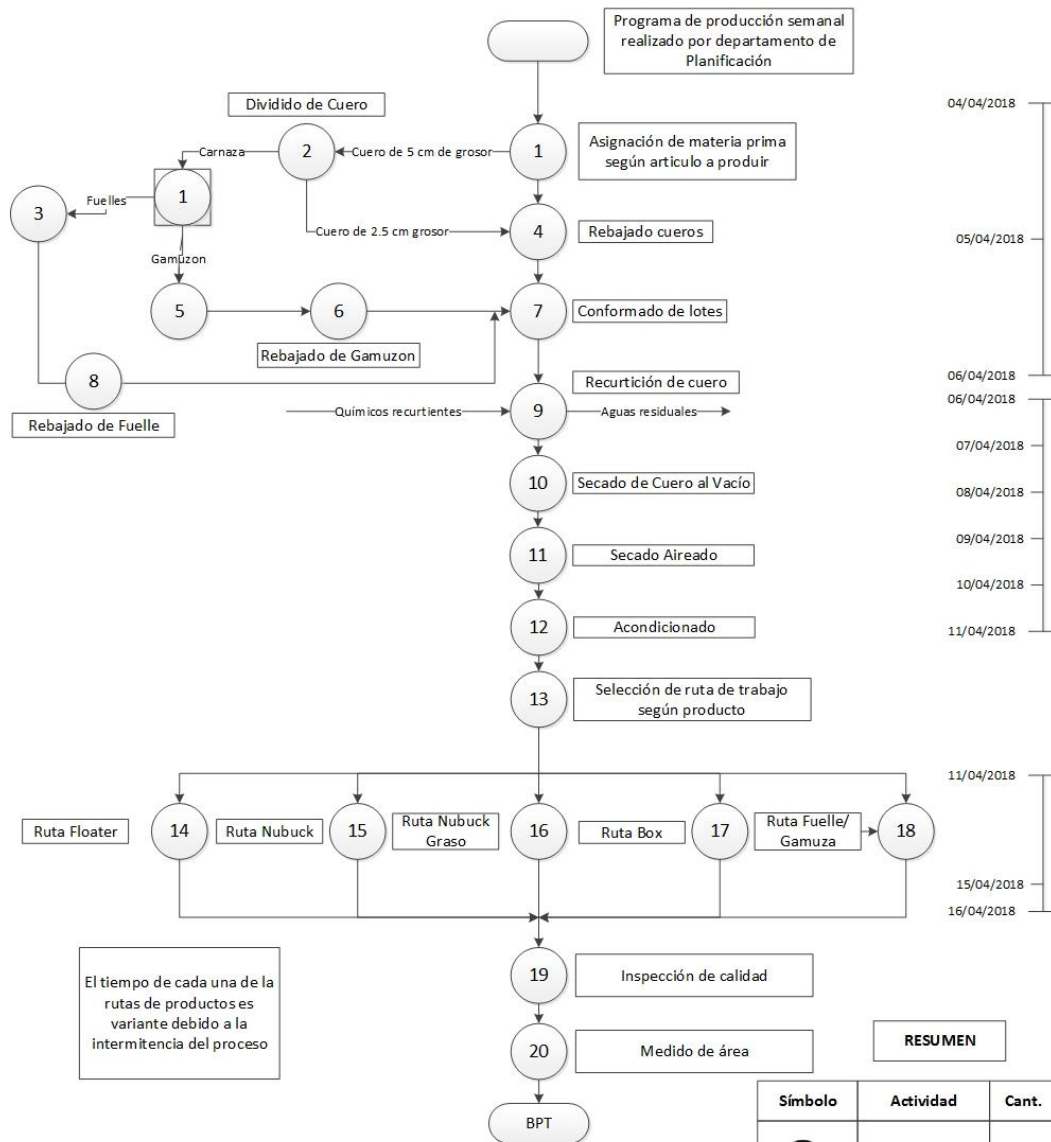 Programa de producción semanal
realizado por departamento de
Planificación
04/04/2018
Dividido de Cuero
Carnaza
2
Cuero de 5 cm de grosor
1
Asignación de materia prima
según articulo a produir
1
Fuelles
3
Cuero de 2.5 cm grosor
4
Rebajado cueros
05/04/2018
Gamuzon
5
6
7
Conformado de lotes
Rebajado de Gamuzon
8
Rebajado de Fuelle
06/04/2018
Recurtición de cuero
06/04/2018
Químicos recurtientes
9
Aguas residuales
07/04/2018
10
Secado de Cuero al Vacío
08/04/2018
09/04/2018
11
Secado Aireado
10/04/2018
12
Acondicionado
11/04/2018
13
Selección de ruta de trabajo
según producto
11/04/2018
Ruta Floater
14
Ruta Nubuck
15
Ruta Nubuck
Graso
16
Ruta Box
17
Ruta Fuelle/
Gamuza
18
15/04/2018
16/04/2018
El tiempo de cada una de la
rutas de productos es
variante debido a la
intermitencia del proceso
19
Inspección de calidad
20
Medido de área
RESUMEN
Símbolo Actividad Cant.
BPT